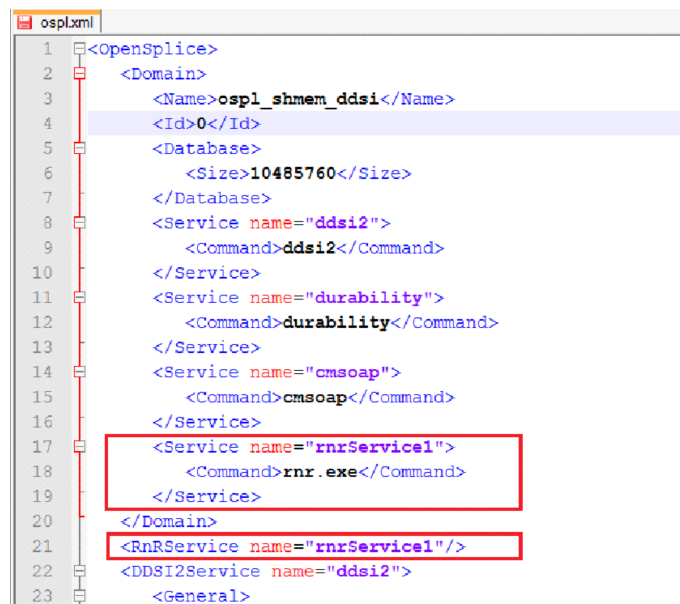 ospl.xml
1 <OpenSplice>
2 <Domain>
3 <Name>ospl_shmem_ddsi</Name>
4 <Id>0</Id>
5 <Database>
6 <Size>10485760</Size>
7 </Database>
8 <Service name="ddsi2">
9 <Command>ddsi2</Command>
10 </Service>
11 <Service name="durability">
12 <Command>durability</Command>
13 </Service>
14 <Service name="cmsoap">
15 <Command>cmsoap</Command>
16 </Service>
17 <Service name="rnrService1">
18 <Command>rnr.exe</Command>
19 </Service>
20 </Domain>
21 <RnRService name="rnrService1"/>
22 <DDSI2Service name="ddsi2">
23 <General>